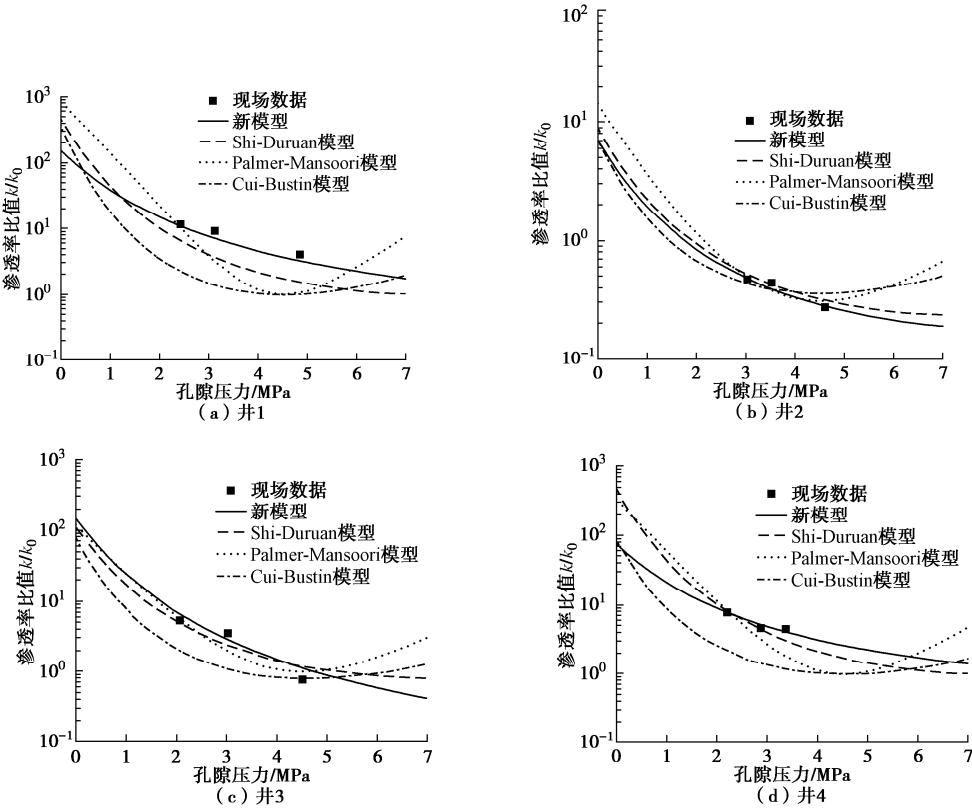 10³
10²
10¹
10⁰
10⁻¹
渗透率比值k/k₀
现场数据
新模型
Shi-Duruan模型
Palmer-Mansoori模型
Cui-Bustin模型
0 1 2 3 4 5 6 7
孔隙压力/MPa
（a）井1
10²
10¹
10⁰
10⁻¹
渗透率比值k/k₀
现场数据
新模型
Shi-Duruan模型
Palmer-Mansoori模型
Cui-Bustin模型
0 1 2 3 4 5 6 7
孔隙压力/MPa
（b）井2
10³
10²
10¹
10⁰
10⁻¹
渗透率比值k/k₀
现场数据
新模型
Shi-Duruan模型
Palmer-Mansoori模型
Cui-Bustin模型
0 1 2 3 4 5 6 7
孔隙压力/MPa
（c）井3
10³
10²
10¹
10⁰
10⁻¹
渗透率比值k/k₀
现场数据
新模型
Shi-Duruan模型
Palmer-Mansoori模型
Cui-Bustin模型
0 1 2 3 4 5 6 7
孔隙压力/MPa
（d）井4